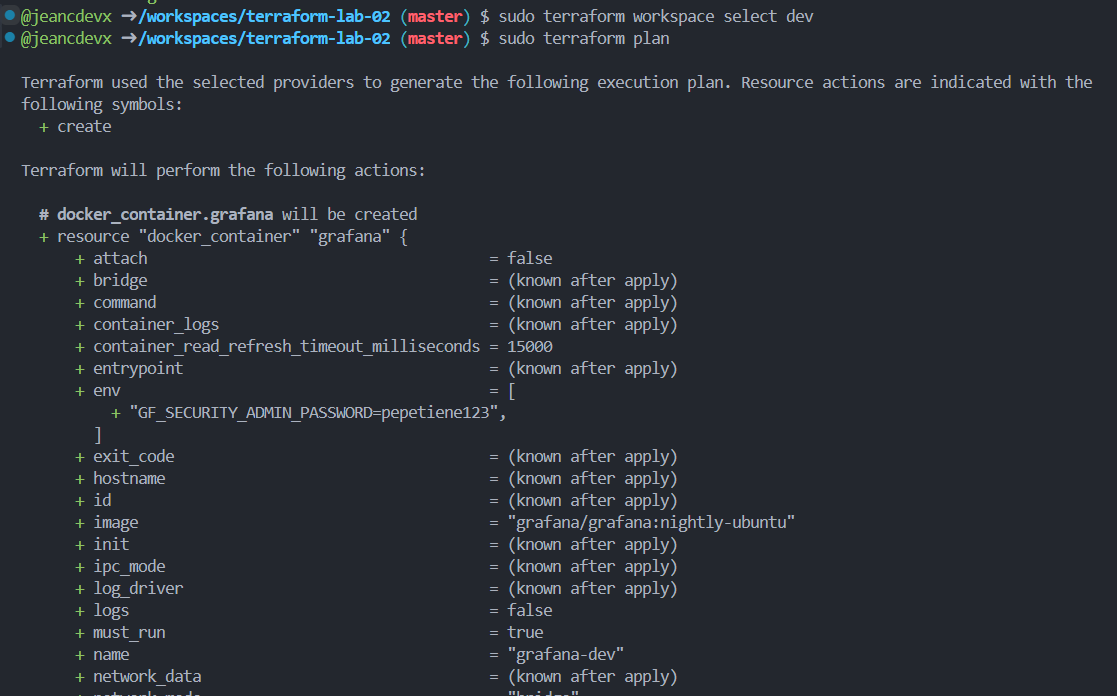 @jeancdevx ➜/workspaces/terraform-lab-02 (master) $ sudo terraform workspace select dev
@jeancdevx ➜/workspaces/terraform-lab-02 (master) $ sudo terraform plan
Terraform used the selected providers to generate the following execution plan. Resource actions are indicated with the
following symbols:
+ create
Terraform will perform the following actions:
# docker_container.grafana will be created
+ resource "docker_container" "grafana" {
+ attach = false
+ bridge = (known after apply)
+ command = (known after apply)
+ container_logs = (known after apply)
+ container_read_refresh_timeout_milliseconds = 15000
+ entrypoint = (known after apply)
+ env = [
+ "GF_SECURITY_ADMIN_PASSWORD=pepetiene123",
]
+ exit_code = (known after apply)
+ hostname = (known after apply)
+ id = (known after apply)
+ image = "grafana/grafana:nightly-ubuntu"
+ init = (known after apply)
+ ipc_mode = (known after apply)
+ log_driver = (known after apply)
+ logs = false
+ must_run = true
+ name = "grafana-dev"
+ network_data = (known after apply)